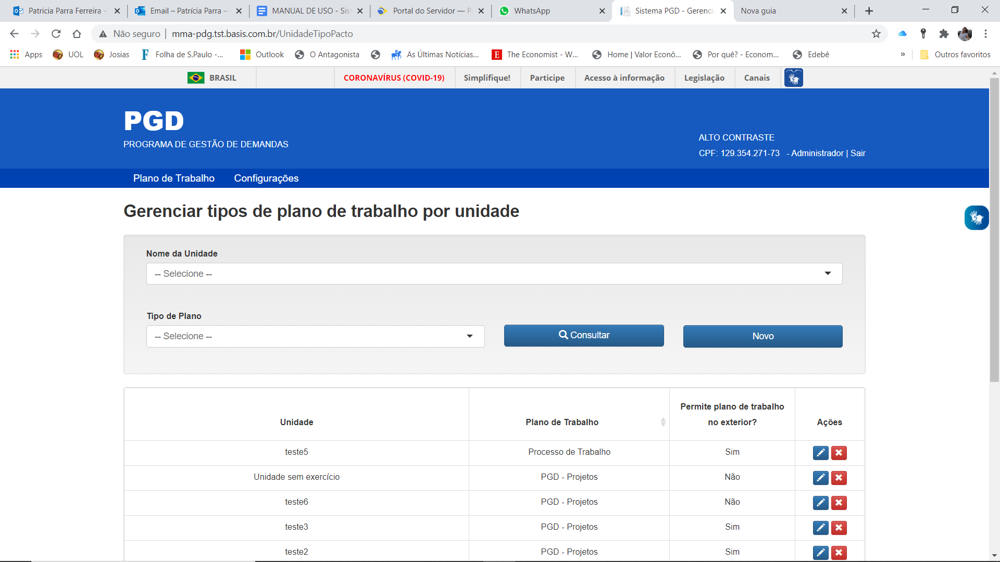 Patricia Parra Ferreira -
Email – Patrícia Parra –
MANUAL DE USO - Sis
Portal do Servidor — P
WhatsApp
Sistema PGD - Gerenci
Nova guia
Não seguro
mma-pdg.tst.basis.com.br/UnidadeTipoPacto
Apps
UOL
Josias
Folha de S.Paulo -...
Outlook
O Antagonista
As Últimas Notícias...
The Economist - W...
Home | Valor Econô...
Por quê? - Econom...
Edebê
»
Outros favoritos
BRASIL
CORONAVÍRUS (COVID-19)
Simplifique!
Participe
Acesso à informação
Legislação
Canais
PGD
PROGRAMA DE GESTÃO DE DEMANDAS
ALTO CONTRASTE
CPF: 129.354.271-73 - Administrador | Sair
Plano de Trabalho
Configurações
Gerenciar tipos de plano de trabalho por unidade
Nome da Unidade
-- Selecione --
Tipo de Plano
-- Selecione --
Consultar
Novo
Unidade
Plano de Trabalho
Permite plano de trabalho
no exterior?
Ações
teste5
Processo de Trabalho
Sim
Unidade sem exercício
PGD - Projetos
Não
teste6
PGD - Projetos
Não
teste3
PGD - Projetos
Sim
teste2
PGD - Projetos
Sim